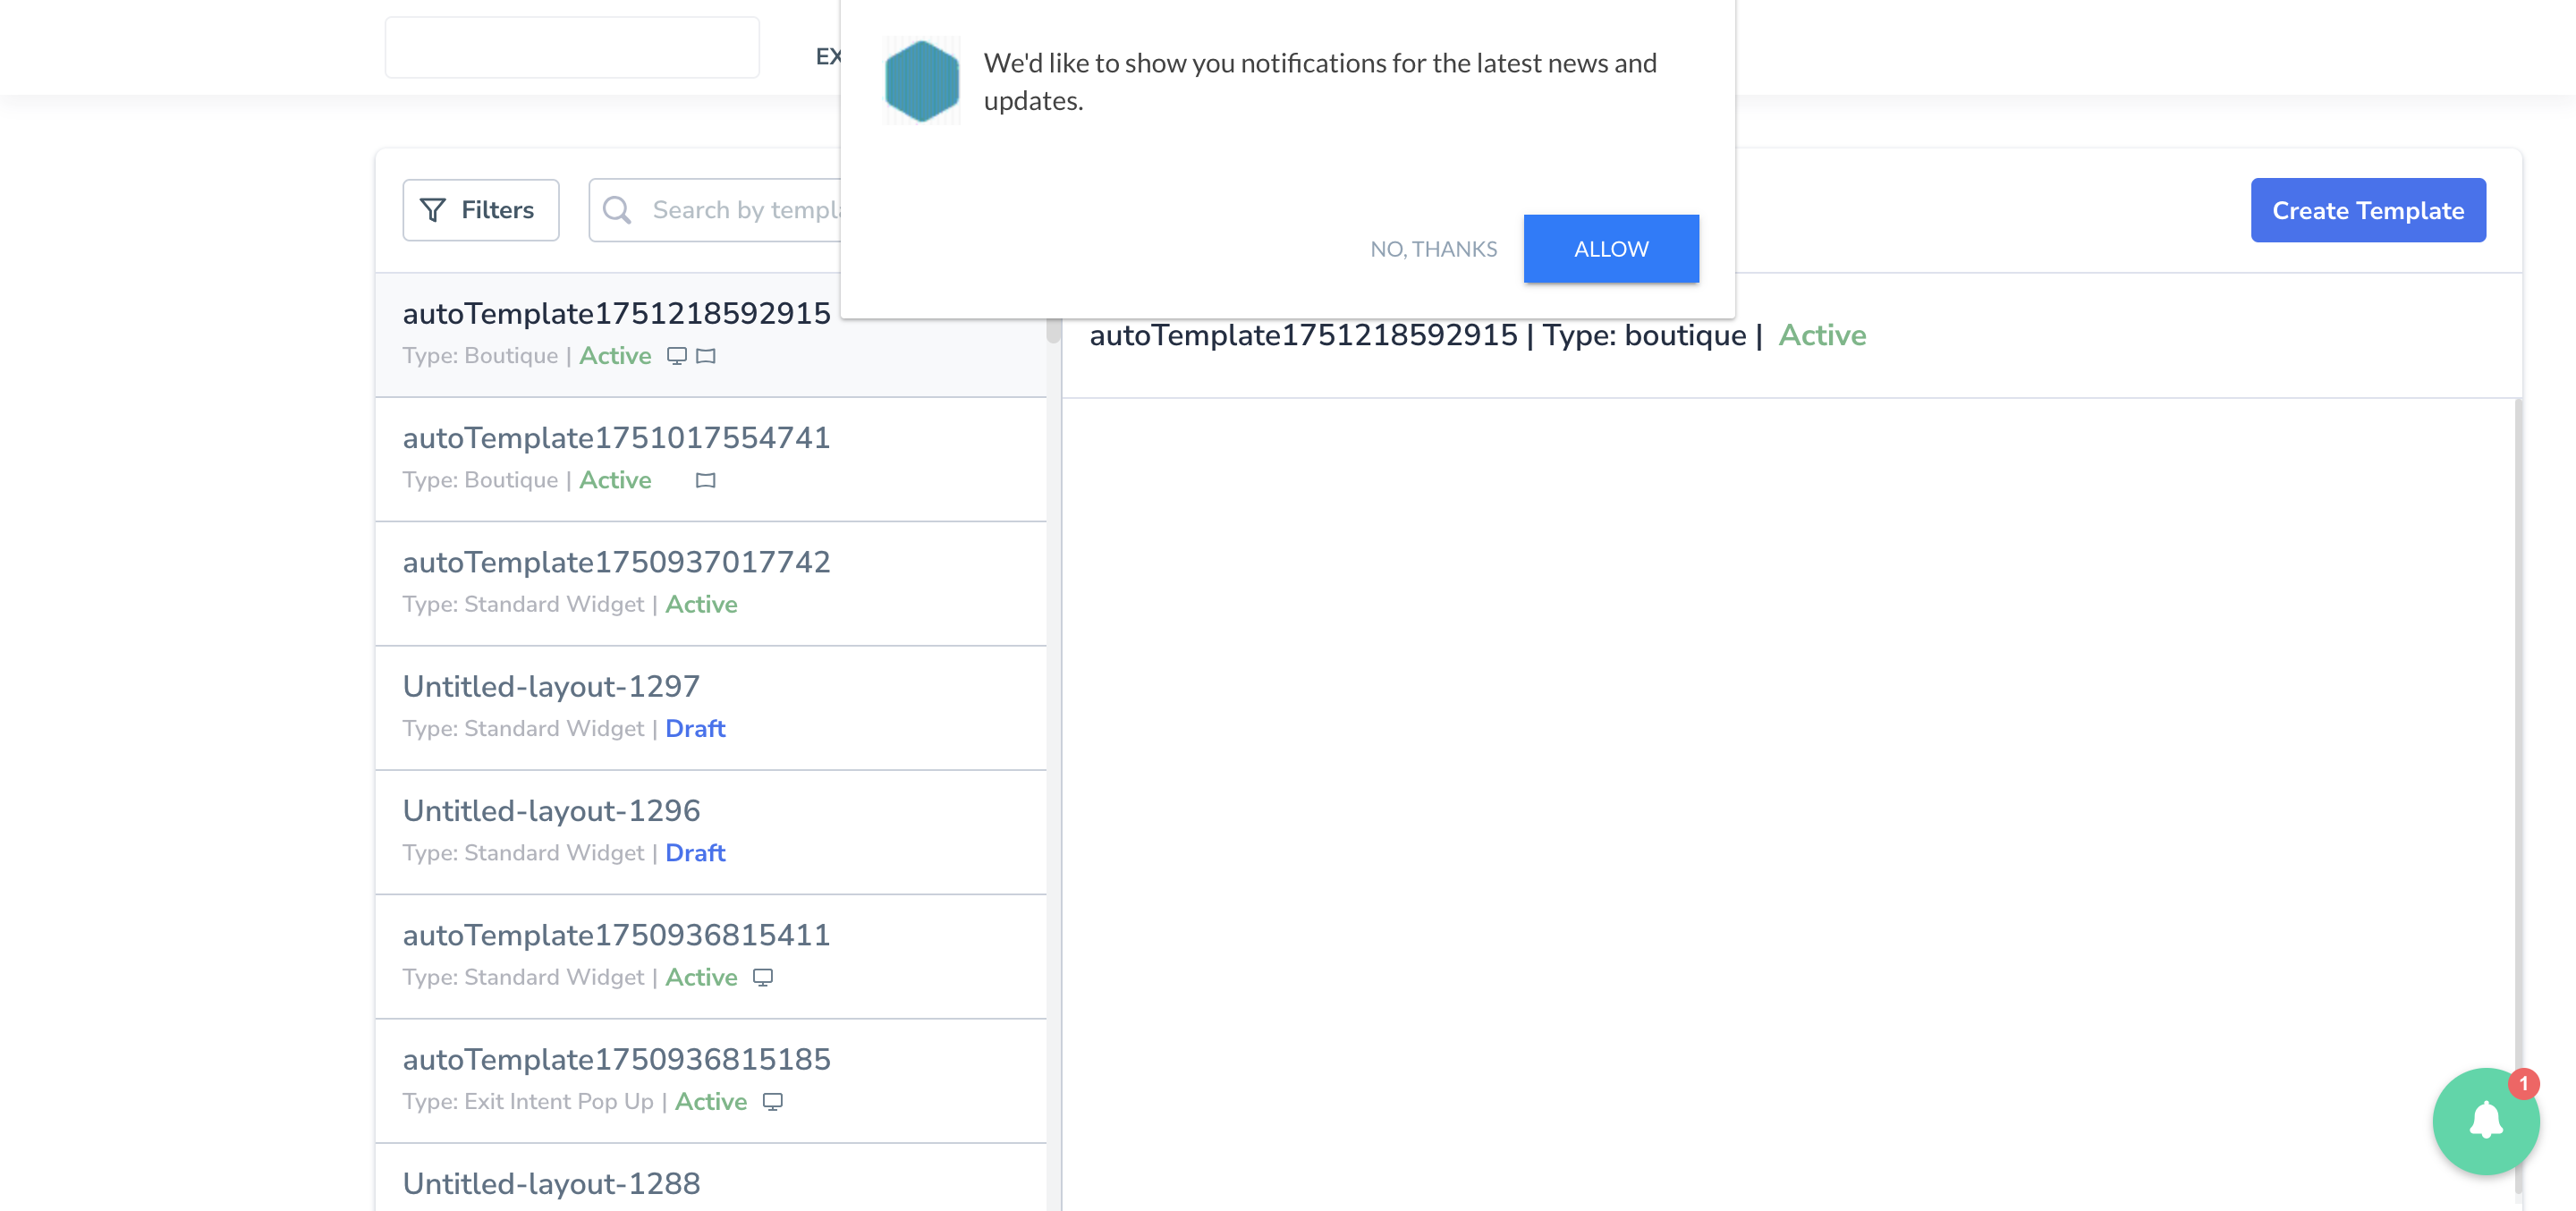 We'd like to show you notifications for the latest news and
updates.
NO, THANKS
ALLOW
Filters
Search by
Create Template
autoTemplate1751218592915
Type: Boutique | Active
autoTemplate1751017554741
Type: Boutique | Active
autoTemplate1750937017742
Type: Standard Widget | Active
Untitled-layout-1297
Type: Standard Widget | Draft
Untitled-layout-1296
Type: Standard Widget | Draft
autoTemplate1750936815411
Type: Standard Widget | Active
autoTemplate1750936815185
Type: Exit Intent Pop Up | Active
Untitled-layout-1288
autoTemplate1751218592915 | Type: boutique | Active
1